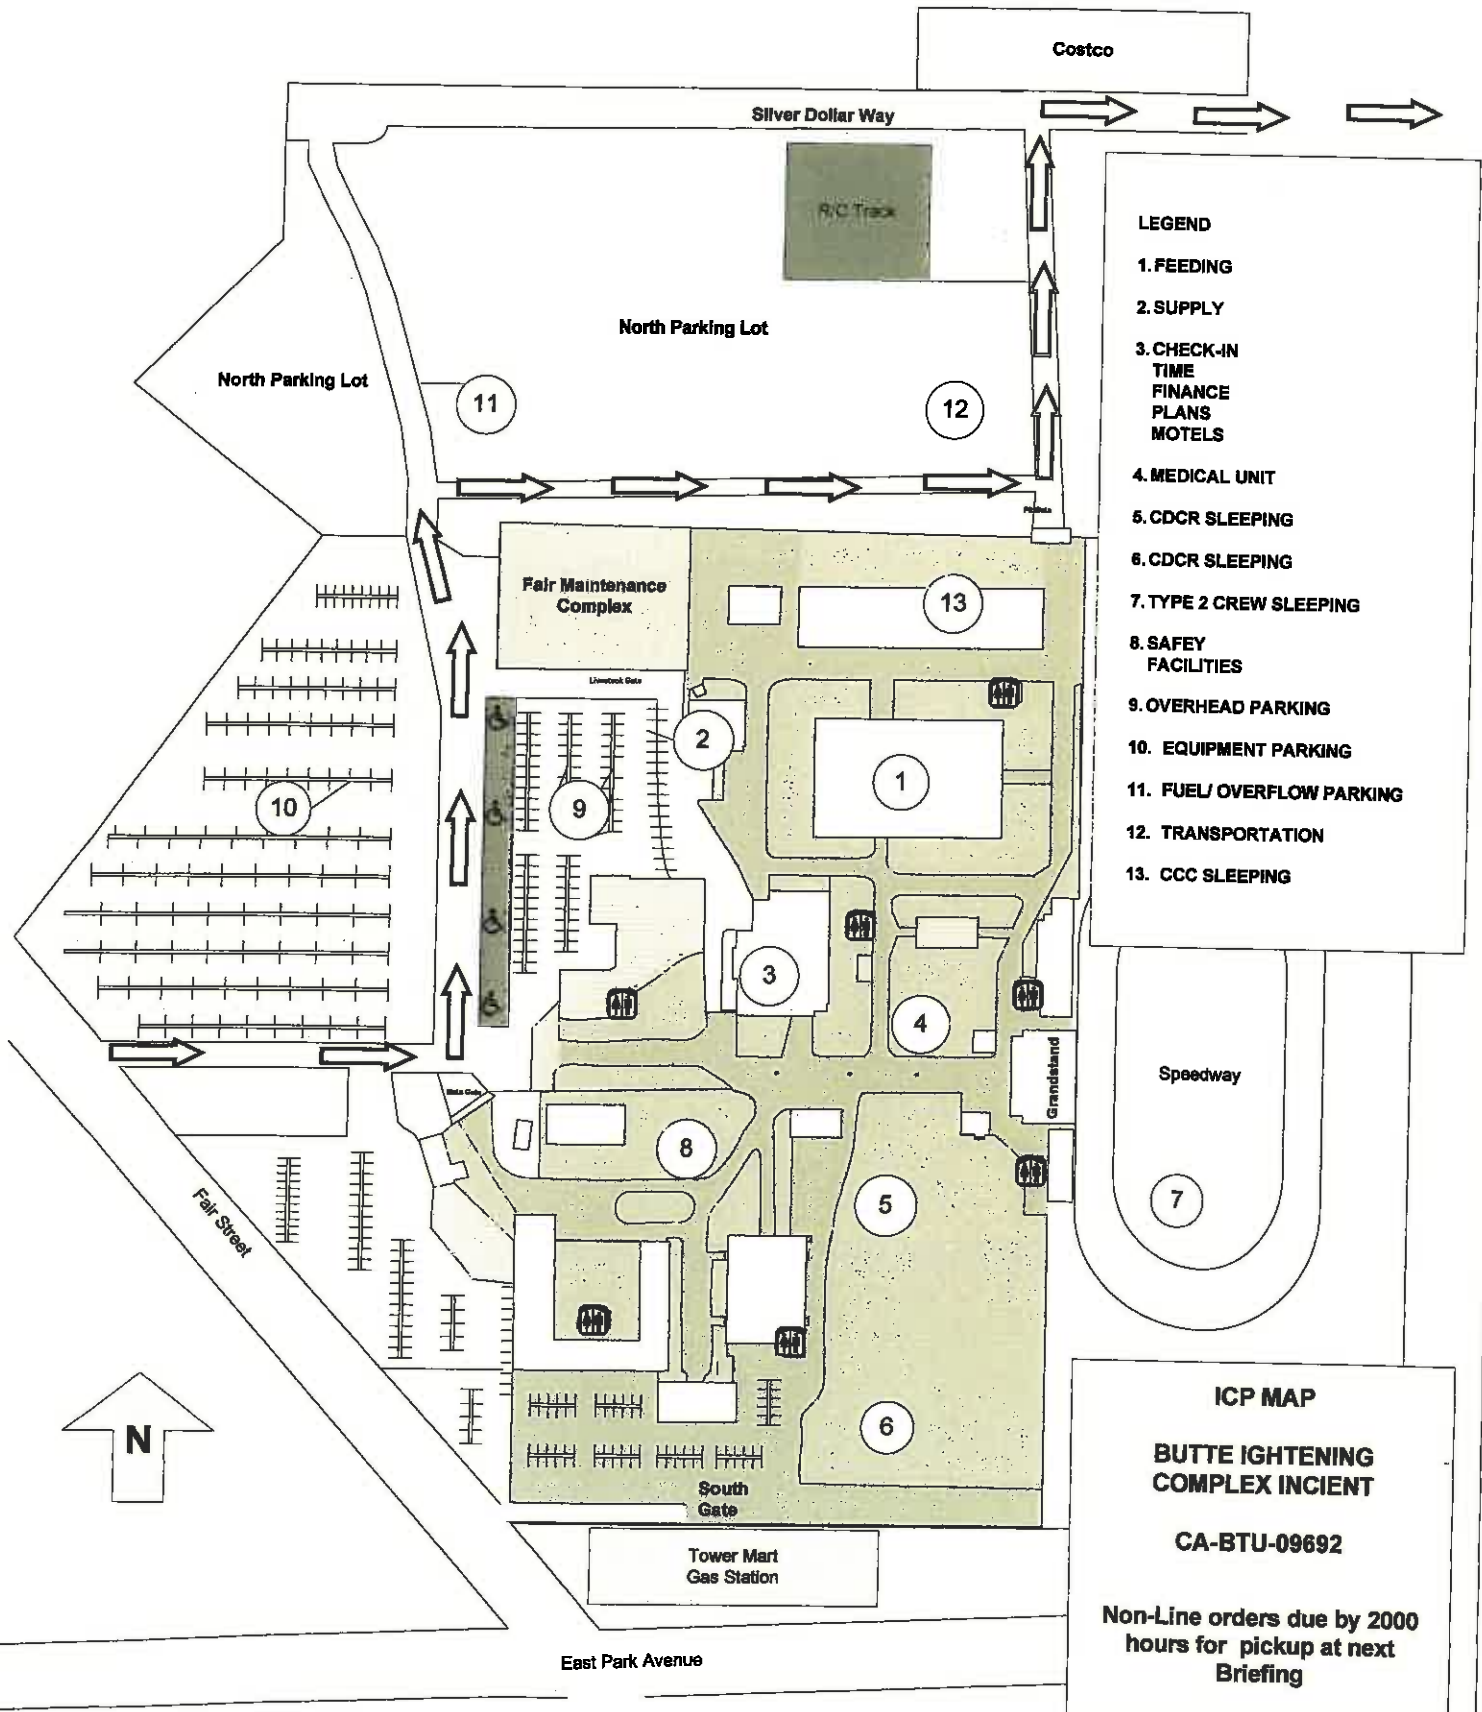 Costco
Silver Dollar Way
R/C Track
North Parking Lot
North Parking Lot
11
12
Fair Maintenance
Complex
13
Livestock Gate
2
1
9
10
3
4
Grandstand
Speedway
8
5
7
Fair Street
6
N
South
Gate
Tower Mart
Gas Station
East Park Avenue
LEGEND
1. FEEDING
2. SUPPLY
3. CHECK-IN
TIME
FINANCE
PLANS
MOTELS
4. MEDICAL UNIT
5. CDCR SLEEPING
6. CDCR SLEEPING
7. TYPE 2 CREW SLEEPING
8. SAFEY
FACILITIES
9. OVERHEAD PARKING
10. EQUIPMENT PARKING
11. FUEL/ OVERFLOW PARKING
12. TRANSPORTATION
13. CCC SLEEPING
ICP MAP
BUTTE IGHTENING
COMPLEX INCIENT
CA-BTU-09692
Non-Line orders due by 2000
hours for pickup at next
Briefing